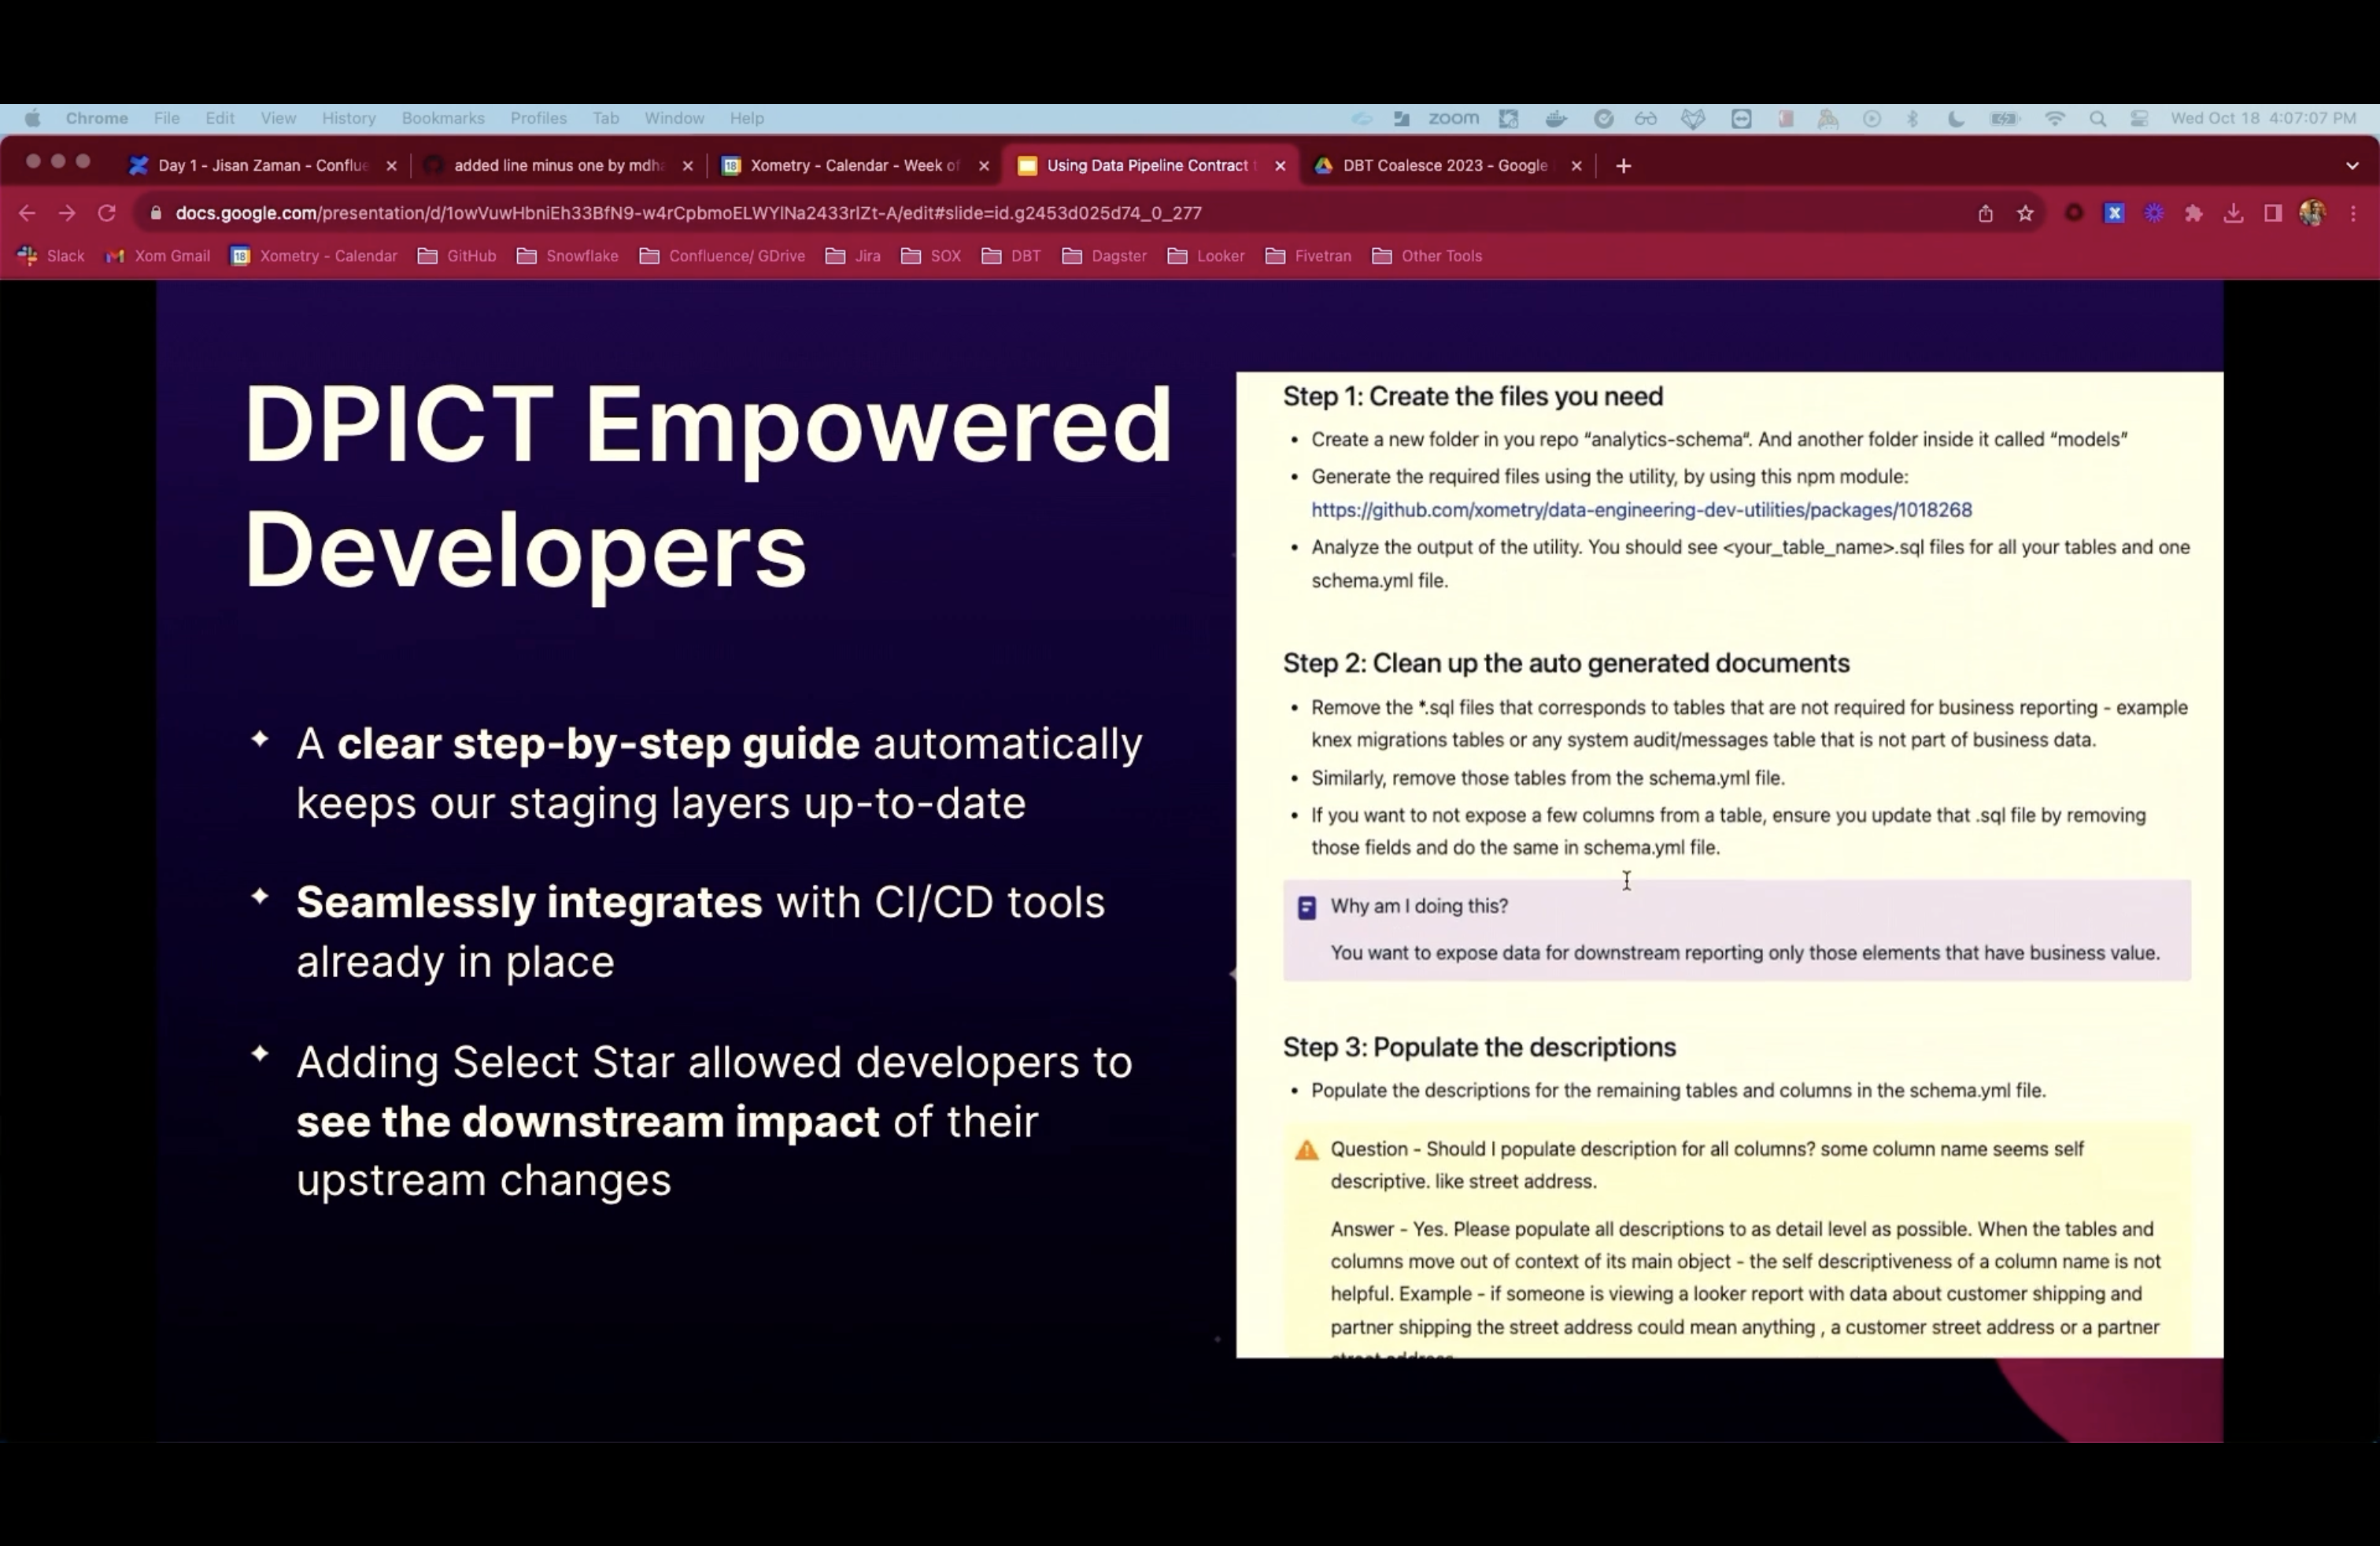 Chrome File Edit View History Bookmarks Profiles Tab Window Help zoom Wed Oct 18 4:07:07 PM
Day 1 - Jisan Zaman - Conflue added line minus one by mdha Xometry - Calendar - Week of Using Data Pipeline Contract DBT Coalesce 2023 - Google
docs.google.com/presentation/d/1owVuwHbniEh33BfN9-w4rCpbmoELWYlNa2433rlZt-A/edit#slide=id.g2453d025d74_0_277
Slack Xom Gmail 18 Xometry - Calendar GitHub Snowflake Confluence/ GDrive Jira SOX DBT Dagster Looker Fivetran Other Tools
DPICT Empowered
Developers
A clear step-by-step guide automatically
keeps our staging layers up-to-date
Seamlessly integrates with CI/CD tools
already in place
Adding Select Star allowed developers to
see the downstream impact of their
upstream changes
Step 1: Create the files you need
• Create a new folder in you repo “analytics-schema“. And another folder inside it called “models”
• Generate the required files using the utility, by using this npm module:
https://github.com/xometry/data-engineering-dev-utilities/packages/1018268
• Analyze the output of the utility. You should see <your_table_name>.sql files for all your tables and one
schema.yml file.
Step 2: Clean up the auto generated documents
• Remove the *.sql files that corresponds to tables that are not required for business reporting - example
knex migrations tables or any system audit/messages table that is not part of business data.
• Similarly, remove those tables from the schema.yml file.
• If you want to not expose a few columns from a table, ensure you update that .sql file by removing
those fields and do the same in schema.yml file.
Why am I doing this?
You want to expose data for downstream reporting only those elements that have business value.
Step 3: Populate the descriptions
• Populate the descriptions for the remaining tables and columns in the schema.yml file.
Question - Should I populate description for all columns? some column name seems self
descriptive. like street address.
Answer - Yes. Please populate all descriptions to as detail level as possible. When the tables and
columns move out of context of its main object - the self descriptiveness of a column name is not
helpful. Example - if someone is viewing a looker report with data about customer shipping and
partner shipping the street address could mean anything , a customer street address or a partner